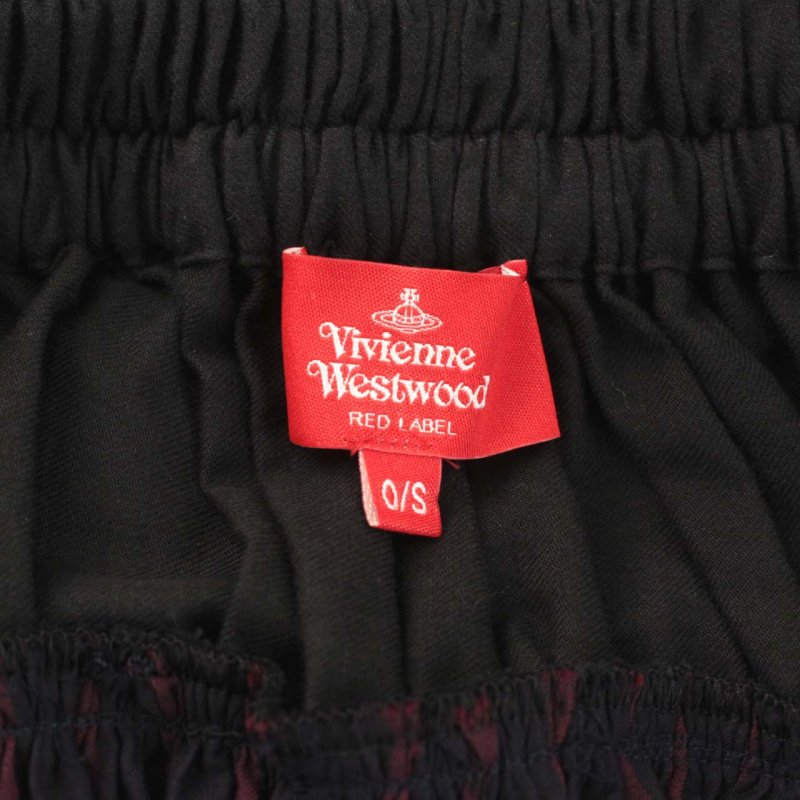 Vivienne
Westwood
RED LABEL
O/S